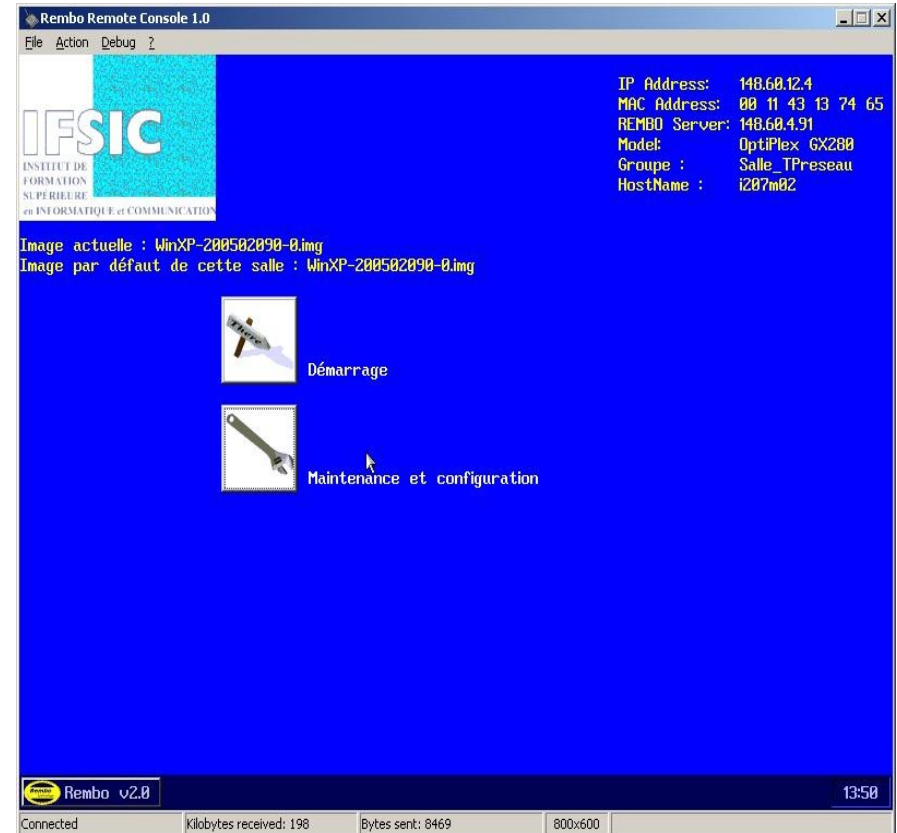 Rembo Remote Console 1.0
File Action Debug ?
IFSIC
INSTITUT DE
FORMATION
SUPÉRIEURE
en INFORMATIQUE et COMMUNICATION
IP Address: 148.60.12.4
MAC Address: 00 11 43 13 74 65
REMBO Server: 148.60.4.91
Model: OptiPlex GX280
Groupe : Salle_TPreseau
HostName : i207m02
Image actuelle : WinXP-200502090-0.img
Image par défaut de cette salle : WinXP-200502090-0.img
There
Démarrage
Maintenance et configuration
Rembo Rembo v2.0 13:50
Connected Kilobytes received: 198 Bytes sent: 8469 800x600